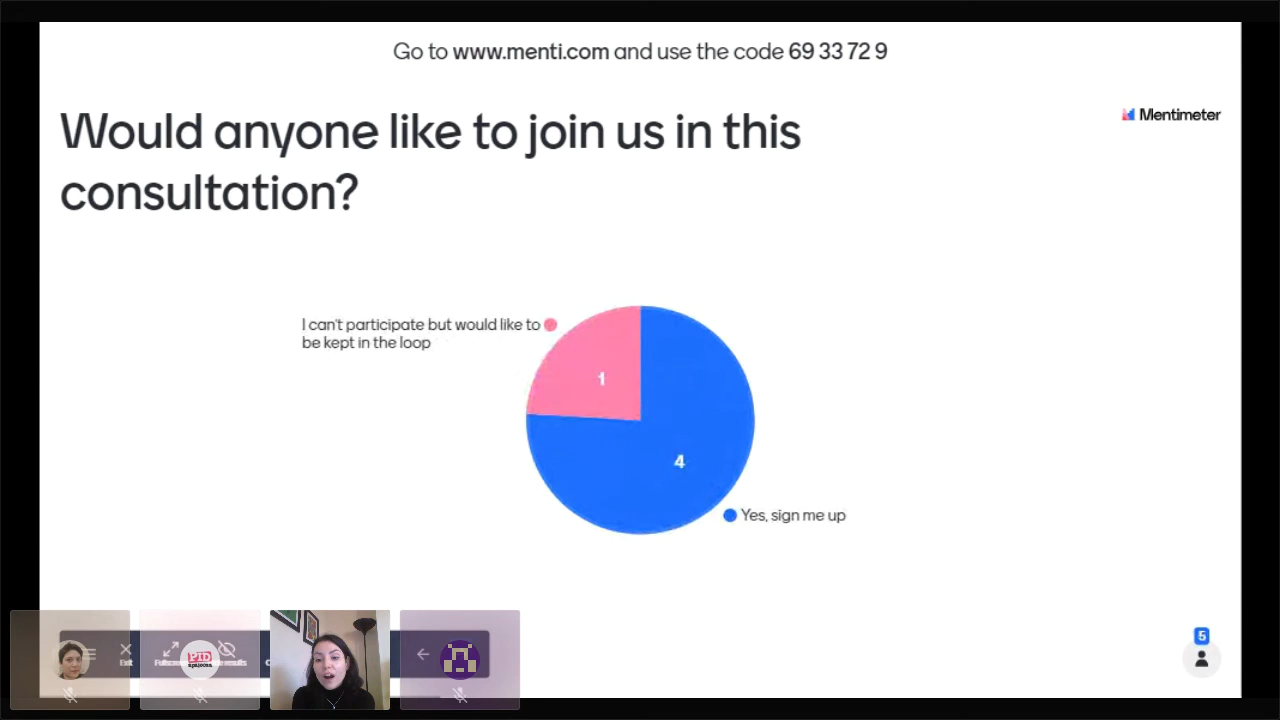 Go to www.menti.com and use the code 69 33 72 9
Mentimeter
Would anyone like to join us in this
consultation?
I can't participate but would like to
be kept in the loop
1
4
Yes, sign me up
5
Exit
PID